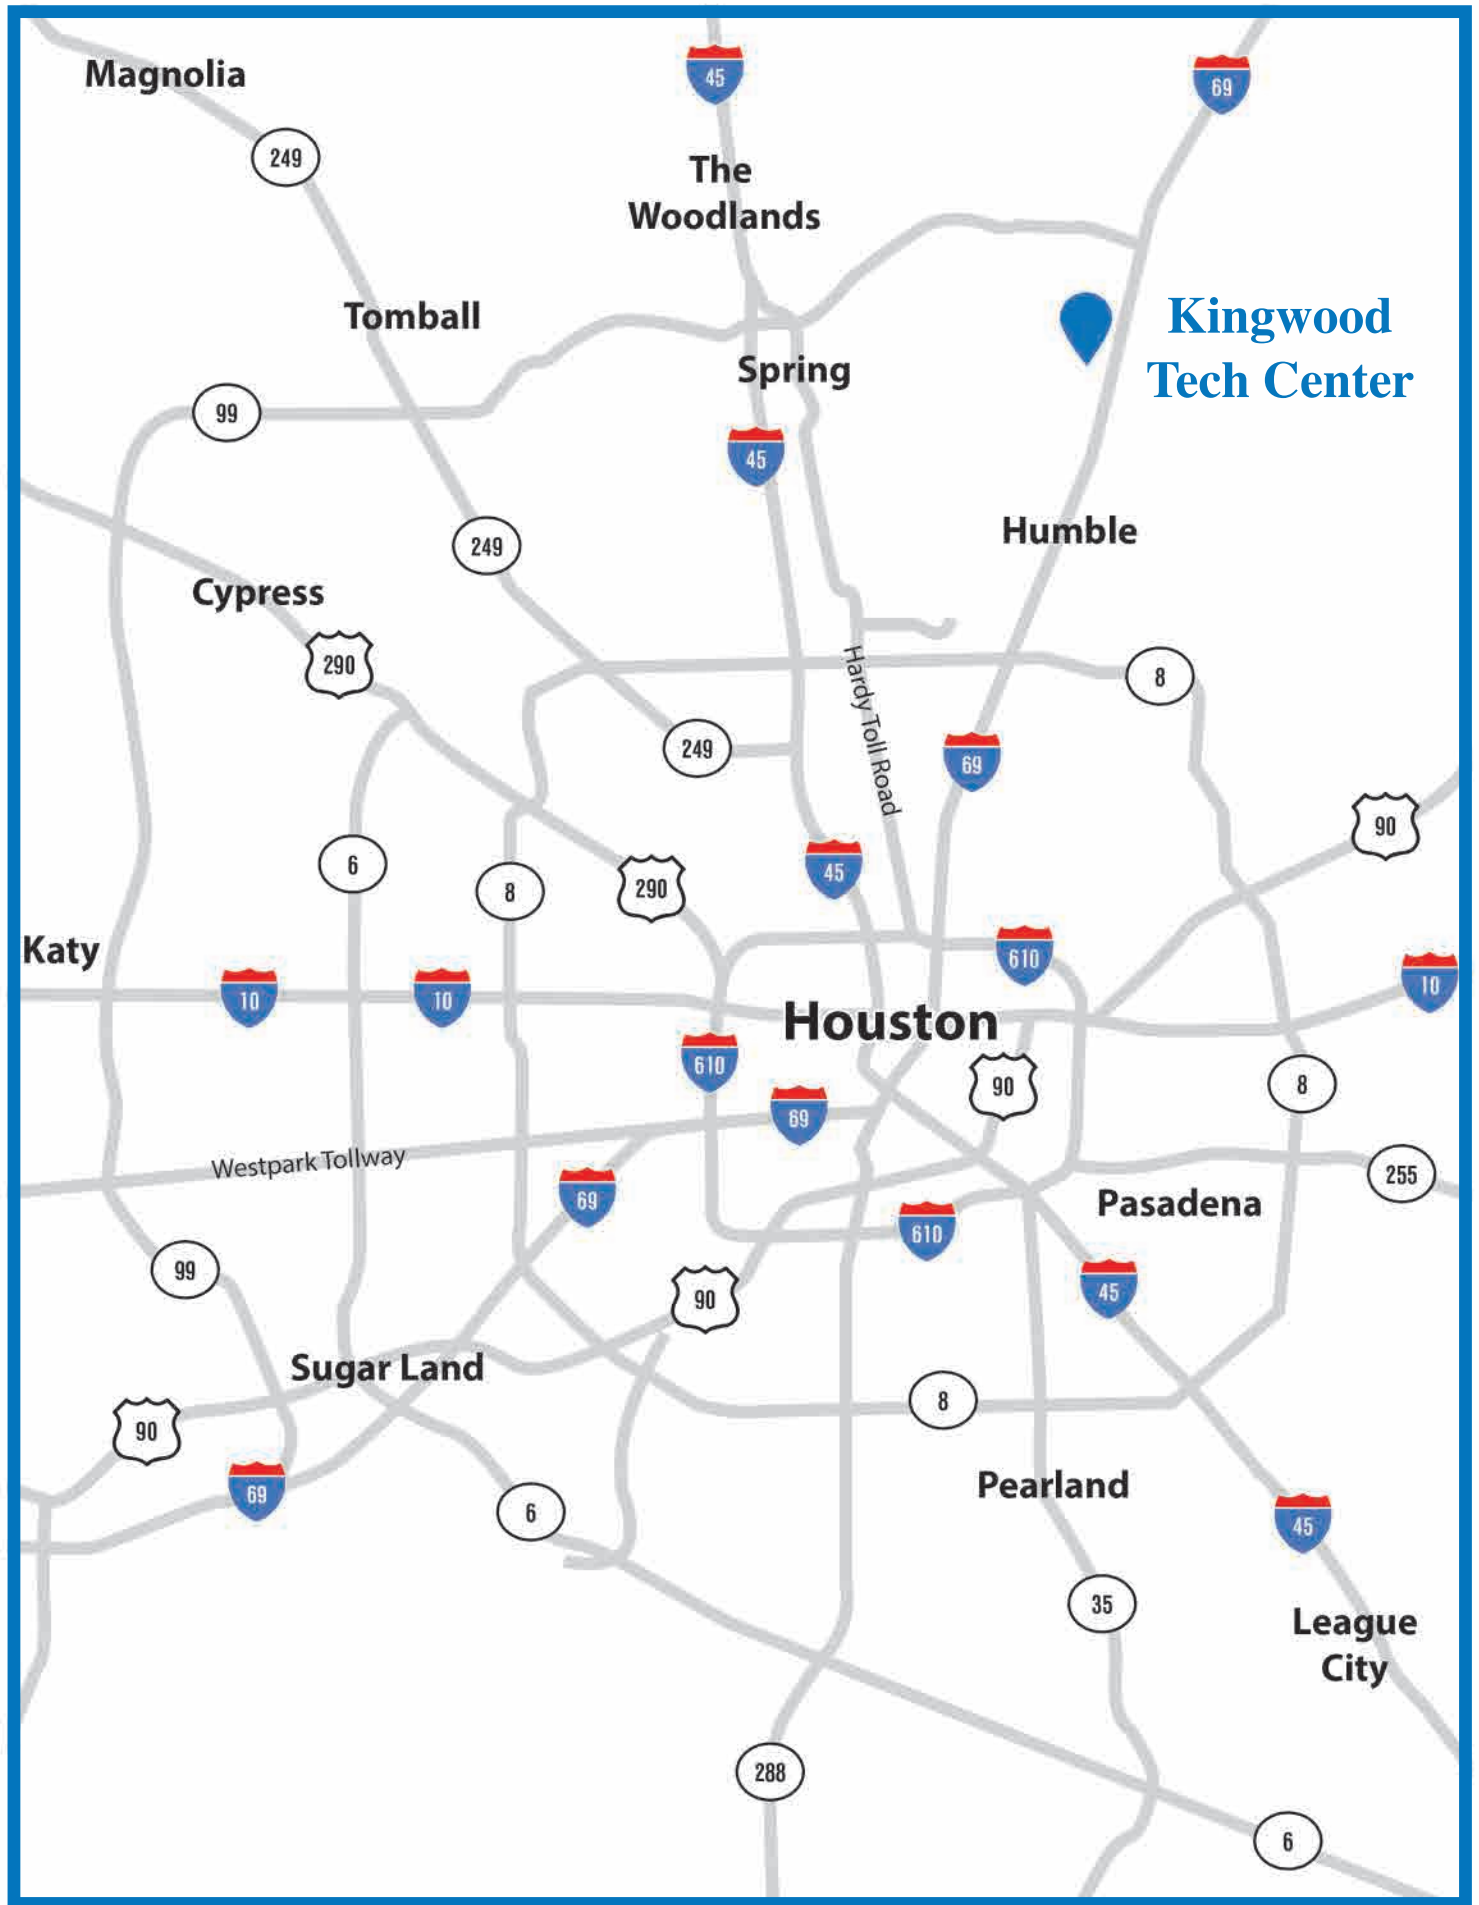 45
69
Magnolia
249
The
Woodlands
Tomball
Kingwood
Tech Center
Spring
99
45
Humble
249
Cypress
290
8
249
Hardy Toll Road
69
90
6
8
45
290
Katy
610
10
10
10
Houston
610
90
8
69
Westpark Tollway
255
69
Pasadena
610
99
45
90
Sugar Land
8
90
69
Pearland
6
45
35
League
City
288
6